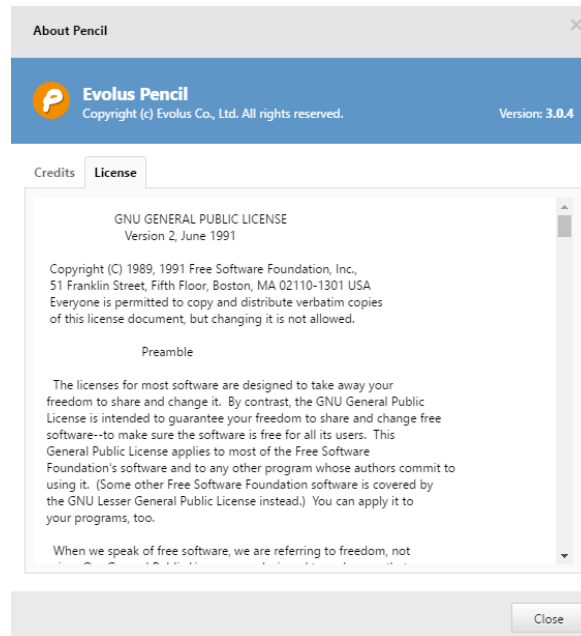 About Pencil
Evolus Pencil
Copyright (c) Evolus Co., Ltd. All rights reserved.
Version: 3.0.4
Credits License
GNU GENERAL PUBLIC LICENSE
Version 2, June 1991
Copyright (C) 1989, 1991 Free Software Foundation, Inc.,
51 Franklin Street, Fifth Floor, Boston, MA 02110-1301 USA
Everyone is permitted to copy and distribute verbatim copies
of this license document, but changing it is not allowed.
Preamble
The licenses for most software are designed to take away your
freedom to share and change it. By contrast, the GNU General Public
License is intended to guarantee your freedom to share and change free
software--to make sure the software is free for all its users. This
General Public License applies to most of the Free Software
Foundation's software and to any other program whose authors commit to
using it. (Some other Free Software Foundation software is covered by
the GNU Lesser General Public License instead.) You can apply it to
your programs, too.
When we speak of free software, we are referring to freedom, not
Close